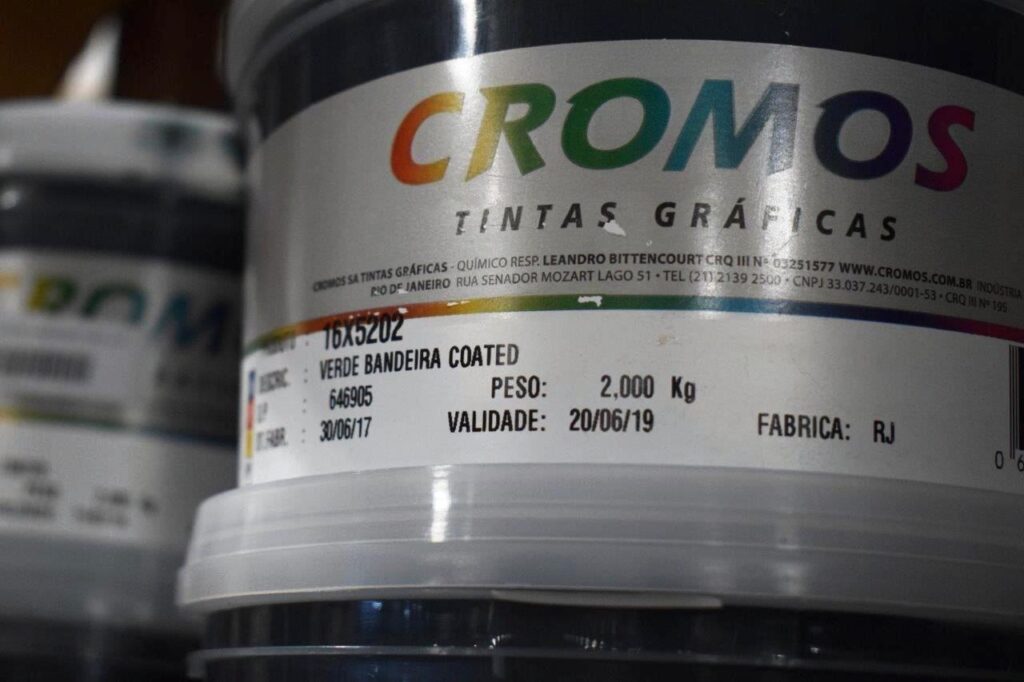 CROMOS
TINTAS GRÁFICAS
CROMOS SA TINTAS GRÁFICAS - QUÍMICO RESP. LEANDRO BITTENCOURT CRQ III Nº 03251577 WWW.CROMOS.COM.BR INDÚSTRIA
RIO DE JANEIRO RUA SENADOR MOZART LAGO 51 • TEL (21) 2139 2500 • CNPJ 33.037.243/0001-53 • CRQ III Nº 195
: 16X5202
: VERDE BANDEIRA COATED
: 646905 PESO: 2,000 Kg
: 30/06/17 VALIDADE: 20/06/19 FABRICA: RJ
0 6
ROM